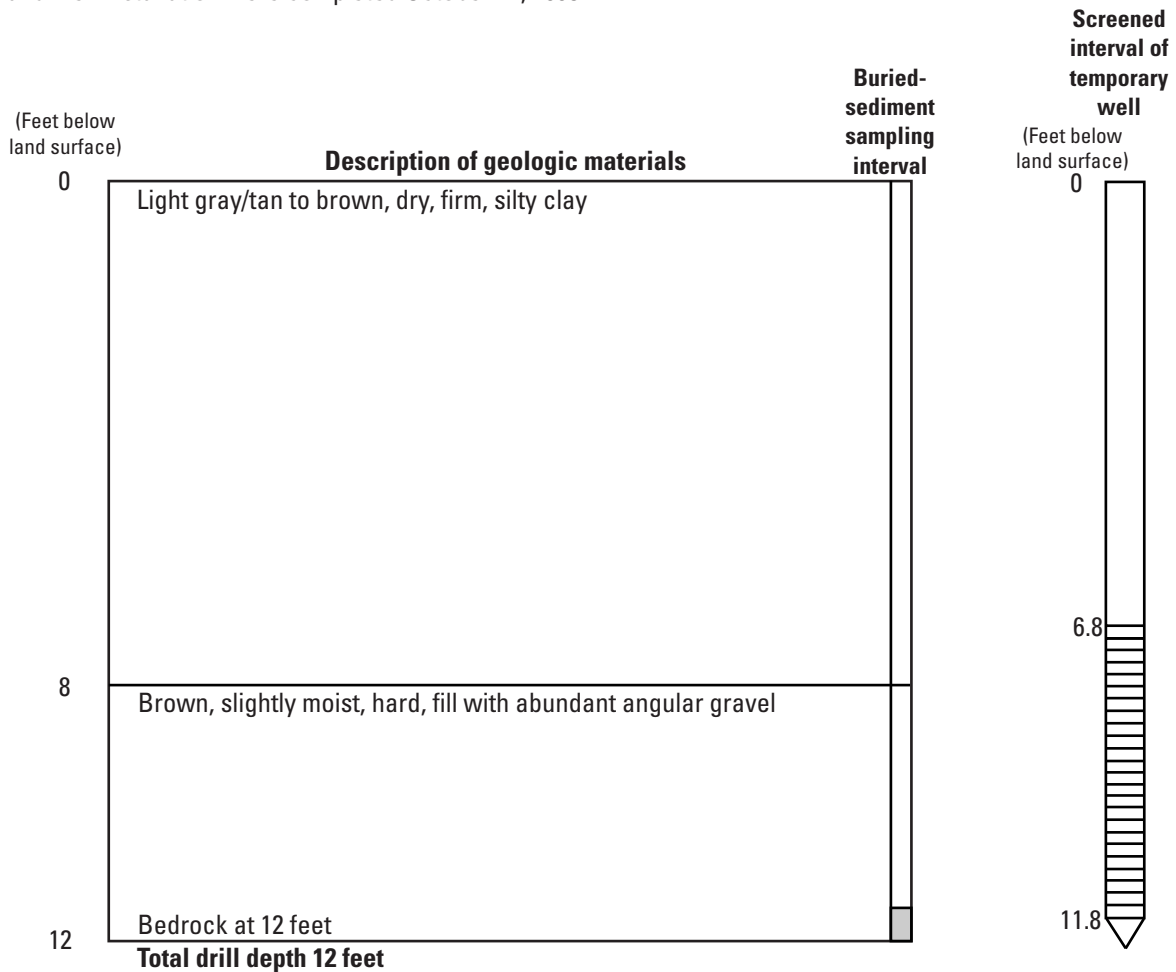 Screened
interval of
temporary
well
(Feet below
land surface)
Buried-
sediment
sampling
interval
(Feet below
land surface)
Description of geologic materials
0
Light gray/tan to brown, dry, firm, silty clay
0
6.8
8
Brown, slightly moist, hard, fill with abundant angular gravel
11.8
Bedrock at 12 feet
12
Total drill depth 12 feet